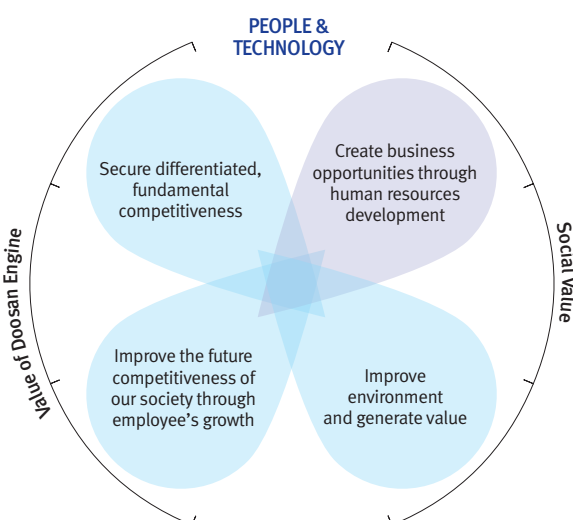 PEOPLE &
TECHNOLOGY
Secure differentiated,
fundamental
competitiveness
Create business
opportunities through
human resources
development
Value of Doosan Engine
Social Value
Improve the future
competitiveness of
our society through
employee’s growth
Improve
environment
and generate value